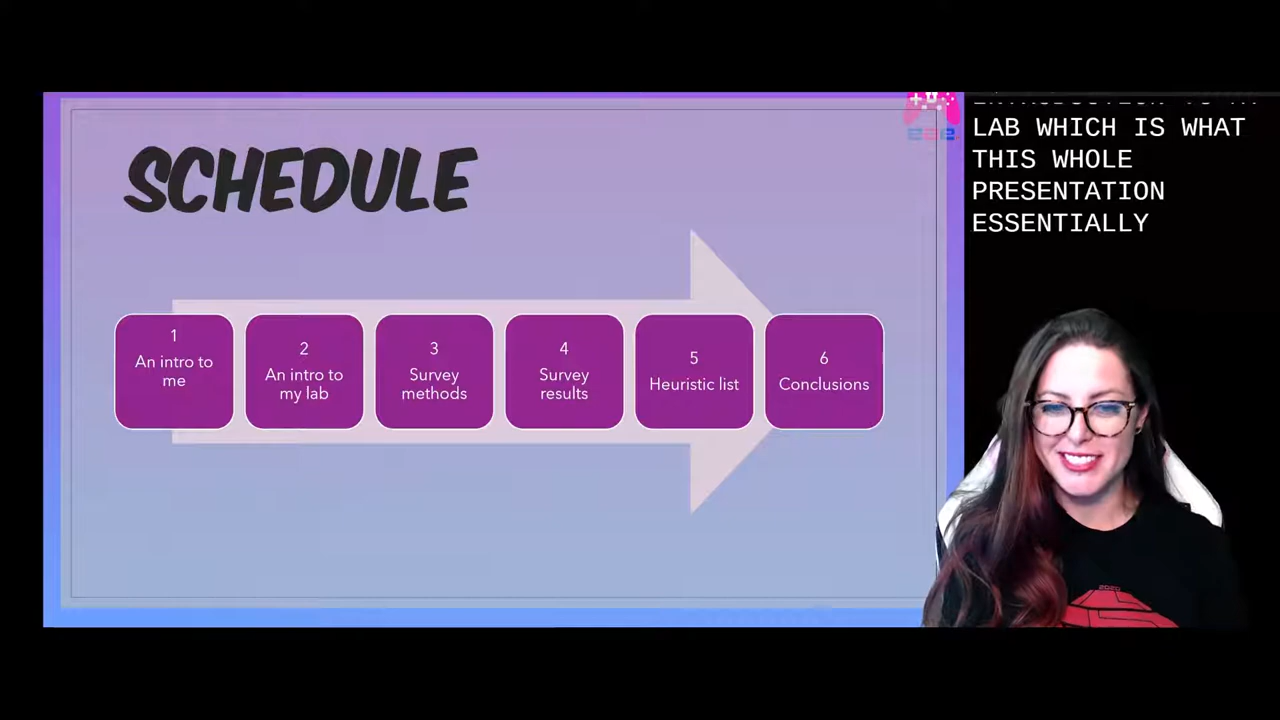 SCHEDULE
1
An intro to
me
2
An intro to
my lab
3
Survey
methods
4
Survey
results
5
Heuristic list
6
Conclusions
LAB WHICH IS WHAT
THIS WHOLE
PRESENTATION
ESSENTIALLY
2020